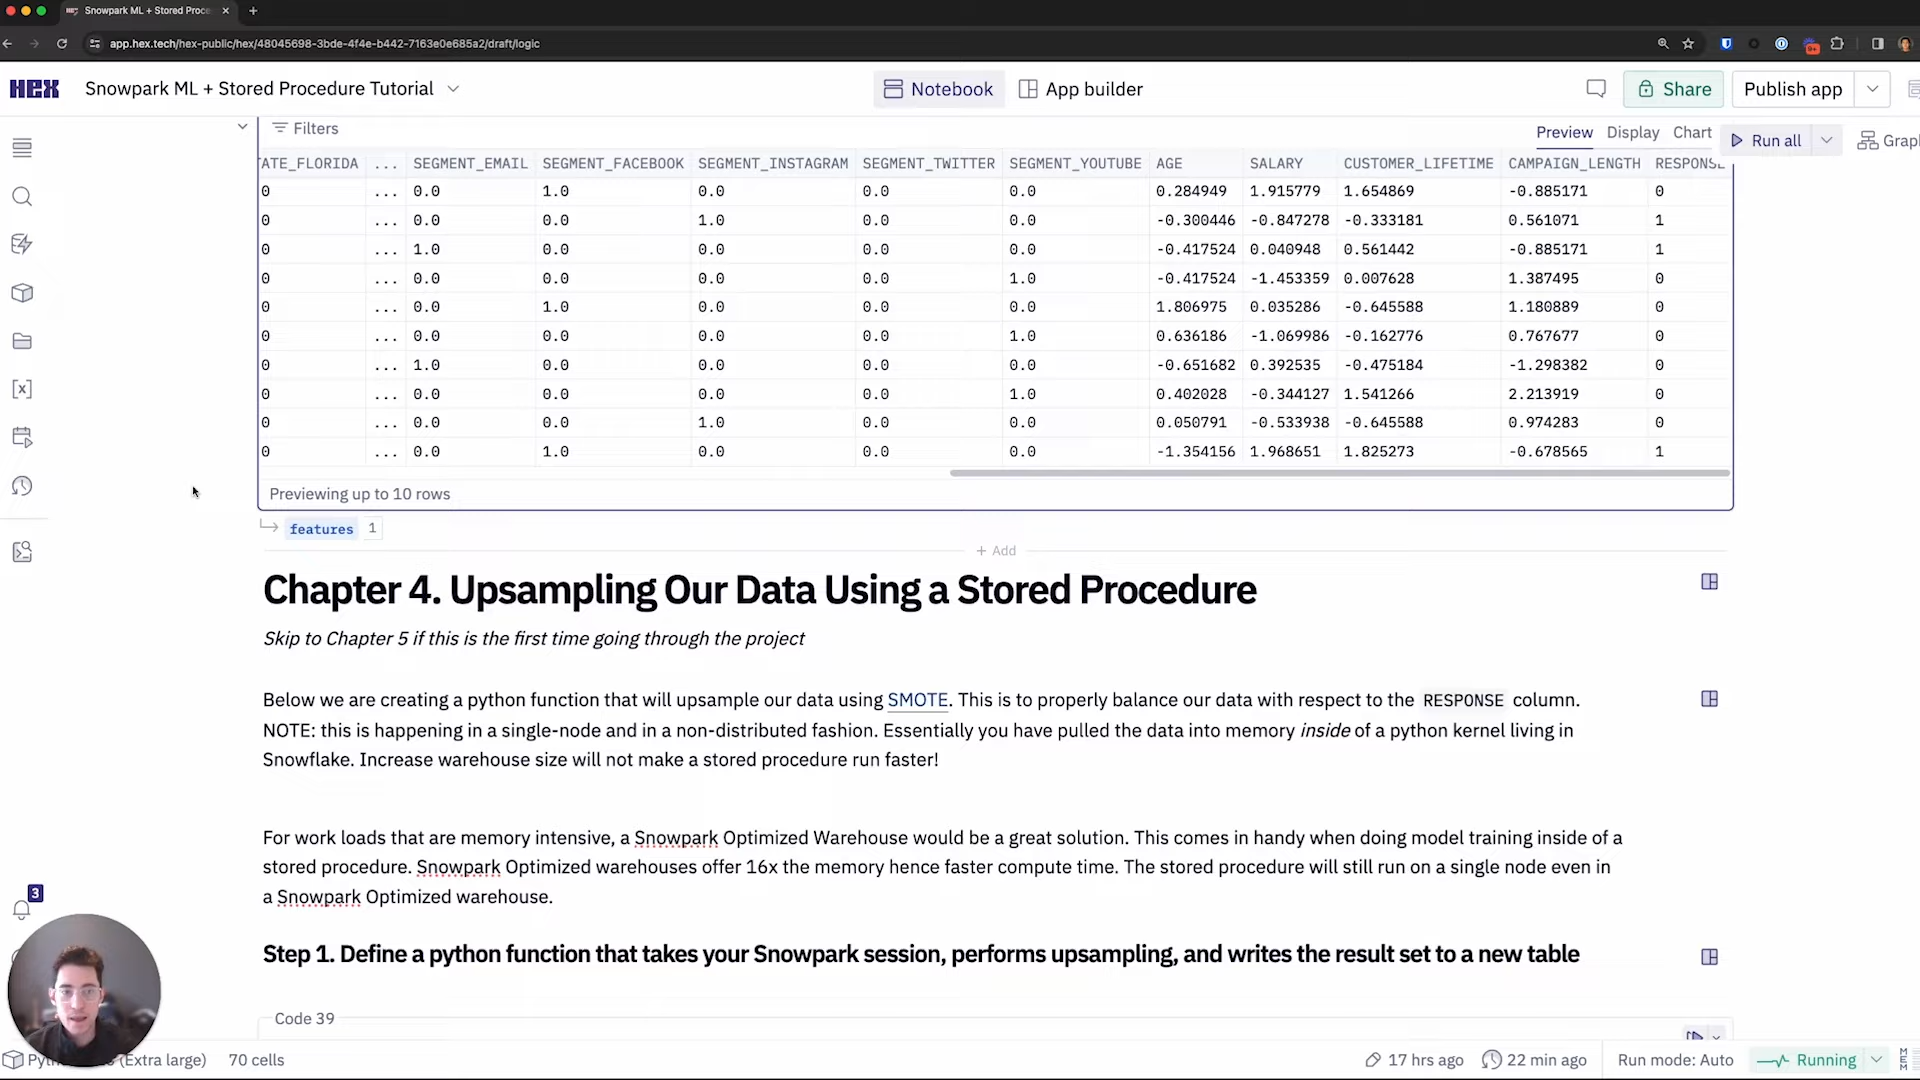 Snowpark ML + Stored Proce
app.hex.tech/hex-public/hex/48045698-3bde-4f4e-b442-7163e0e685a2/draft/logic
HEX Snowpark ML + Stored Procedure Tutorial Notebook App builder Share Publish app
Filters Preview Display Chart Run all Grap
TATE_FLORIDA ... SEGMENT_EMAIL SEGMENT_FACEBOOK SEGMENT_INSTAGRAM SEGMENT_TWITTER SEGMENT_YOUTUBE AGE SALARY CUSTOMER_LIFETIME CAMPAIGN_LENGTH RESPONSE
0 ... 0.0 1.0 0.0 0.0 0.0 0.284949 1.915779 1.654869 -0.885171 0
0 ... 0.0 0.0 1.0 0.0 0.0 -0.300446 -0.847278 -0.333181 0.561071 1
0 ... 1.0 0.0 0.0 0.0 0.0 -0.417524 0.040948 0.561442 -0.885171 1
0 ... 0.0 0.0 0.0 0.0 1.0 -0.417524 -1.453359 0.007628 1.387495 0
0 ... 0.0 1.0 0.0 0.0 0.0 1.806975 0.035286 -0.645588 1.180889 0
0 ... 0.0 0.0 0.0 0.0 1.0 0.636186 -1.069986 -0.162776 0.767677 0
0 ... 1.0 0.0 0.0 0.0 0.0 -0.651682 0.392535 -0.475184 -1.298382 0
0 ... 0.0 0.0 0.0 0.0 1.0 0.402028 -0.344127 1.541266 2.213919 0
0 ... 0.0 0.0 1.0 0.0 0.0 0.050791 -0.533938 -0.645588 0.974283 0
0 ... 0.0 1.0 0.0 0.0 0.0 -1.354156 1.968651 1.825273 -0.678565 1
Previewing up to 10 rows
features 1
+ Add
Chapter 4. Upsampling Our Data Using a Stored Procedure
Skip to Chapter 5 if this is the first time going through the project
Below we are creating a python function that will upsample our data using SMOTE. This is to properly balance our data with respect to the RESPONSE column.
NOTE: this is happening in a single-node and in a non-distributed fashion. Essentially you have pulled the data into memory inside of a python kernel living in
Snowflake. Increase warehouse size will not make a stored procedure run faster!
For work loads that are memory intensive, a Snowpark Optimized Warehouse would be a great solution. This comes in handy when doing model training inside of a
stored procedure. Snowpark Optimized warehouses offer 16x the memory hence faster compute time. The stored procedure will still run on a single node even in
a Snowpark Optimized warehouse.
3
Step 1. Define a python function that takes your Snowpark session, performs upsampling, and writes the result set to a new table
Code 39
(Extra large) 70 cells 17 hrs ago 22 min ago Run mode: Auto Running MEM